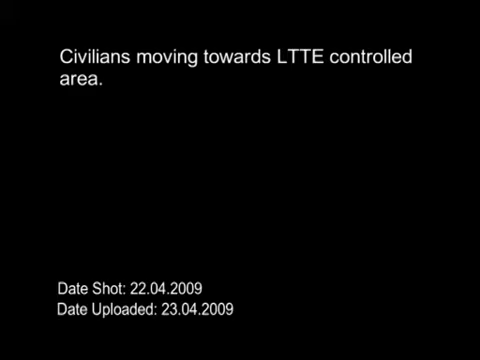 Civilians moving towards LTTE controlled
area.
Date Shot: 22.04.2009
Date Uploaded: 23.04.2009